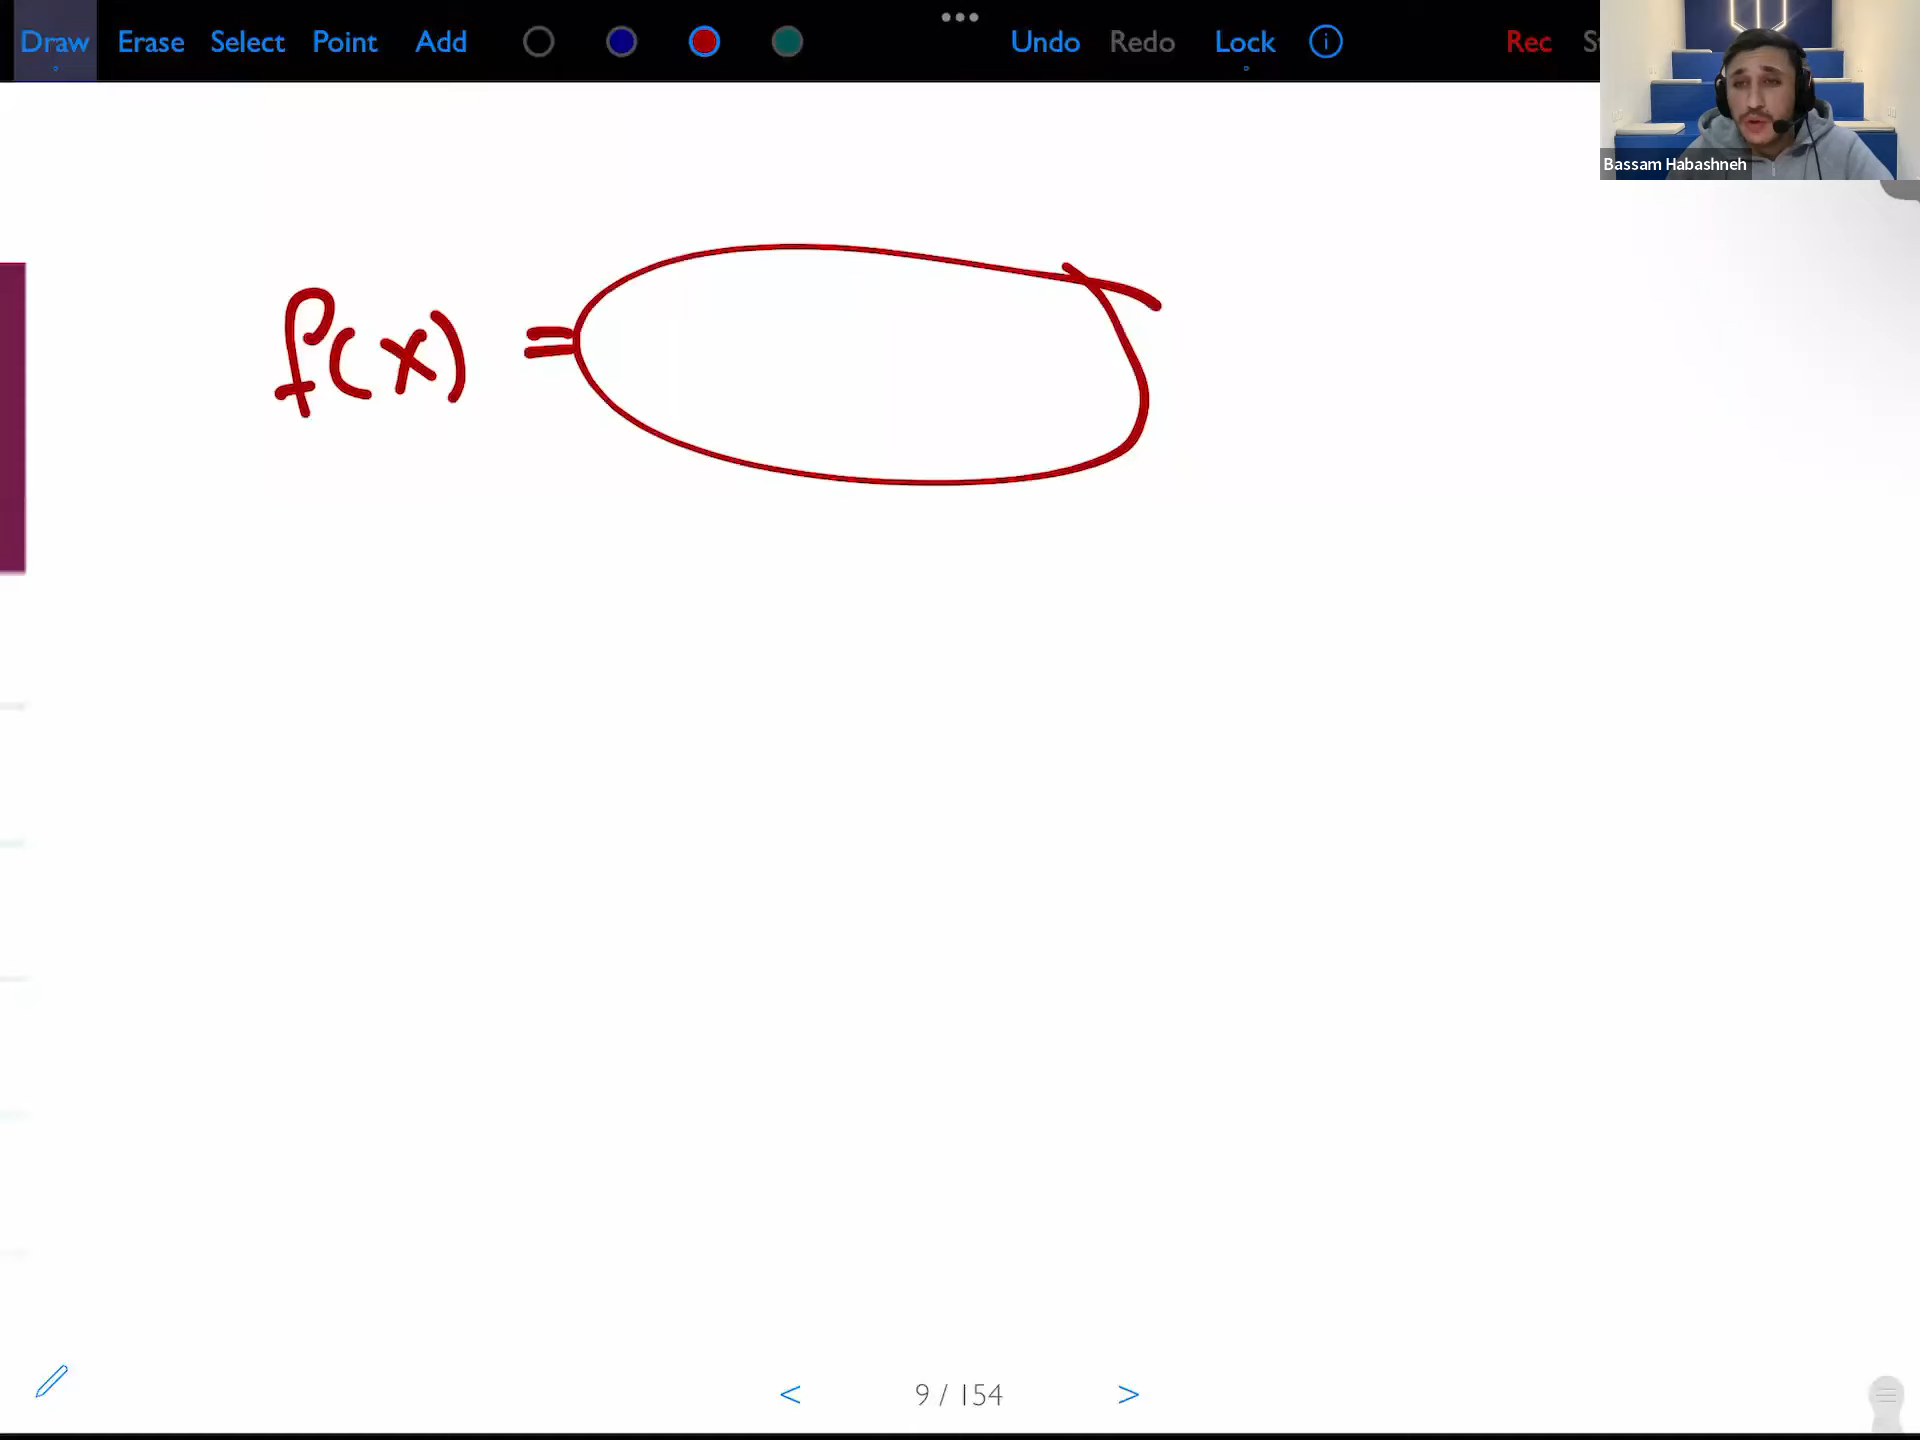 Draw Erase Select Point Add Undo Redo Lock Rec
Bassam Habashneh
f(x) =
< 9 / 154 >